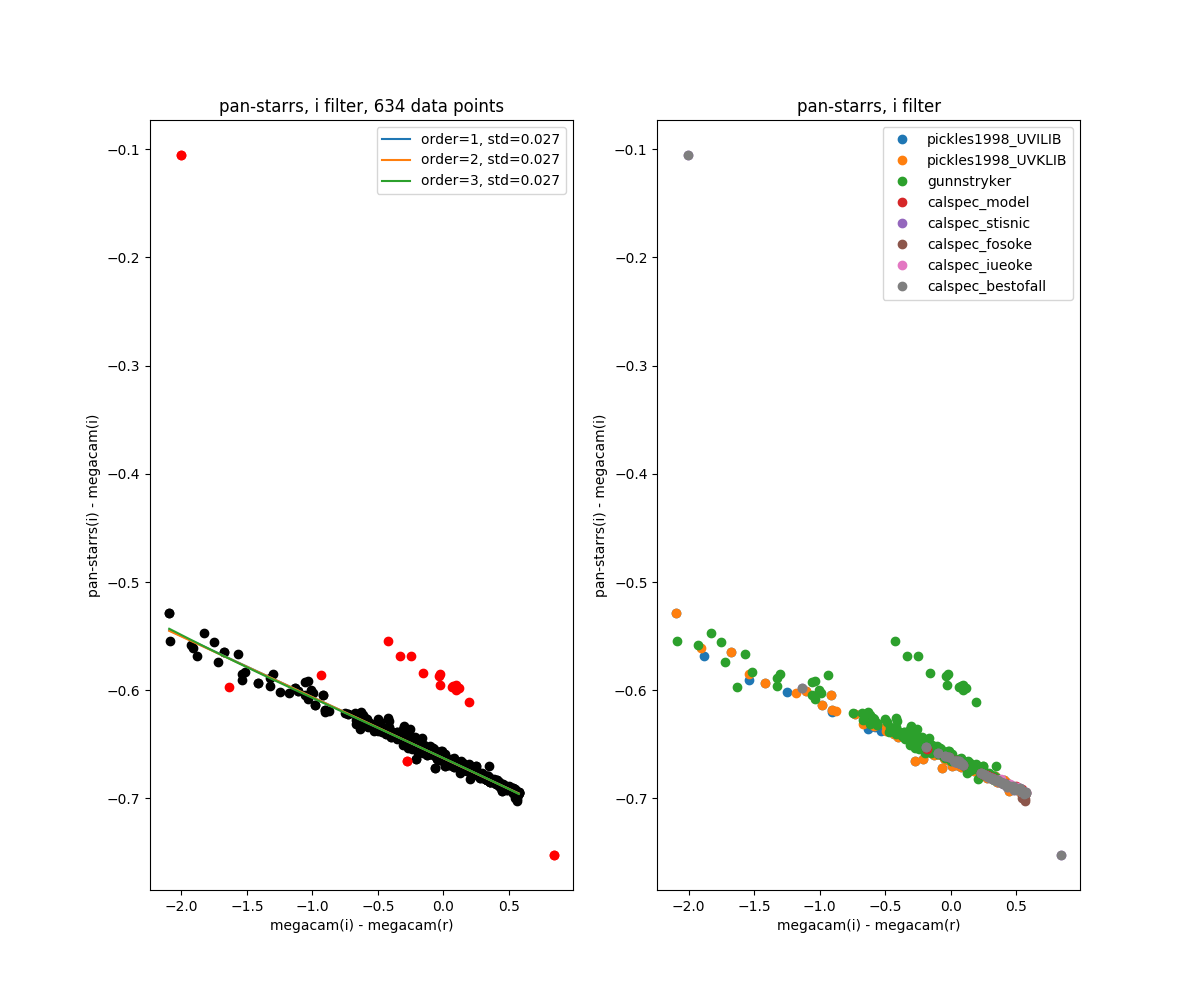 pan-starrs, i filter, 634 data points
order=1, std=0.027
order=2, std=0.027
order=3, std=0.027
−0.1
−0.2
−0.3
−0.4
−0.5
−0.6
−0.7
pan-starrs(i) - megacam(i)
−2.0 −1.5 −1.0 −0.5 0.0 0.5
megacam(i) - megacam(r)
pan-starrs, i filter
pickles1998_UVILIB
pickles1998_UVKLIB
gunnstryker
calspec_model
calspec_stisnic
calspec_fosoke
calspec_iueoke
calspec_bestofall
−0.1
−0.2
−0.3
−0.4
−0.5
−0.6
−0.7
pan-starrs(i) - megacam(i)
−2.0 −1.5 −1.0 −0.5 0.0 0.5
megacam(i) - megacam(r)